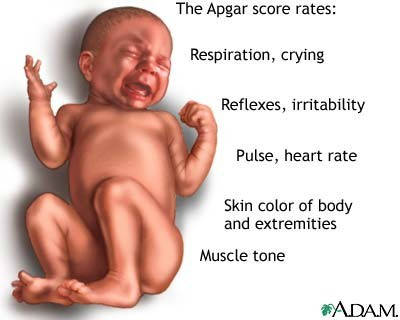 The Apgar score rates:
Respiration, crying
Reflexes, irritability
Pulse, heart rate
Skin color of body
and extremities
Muscle tone
A.D.A.M.